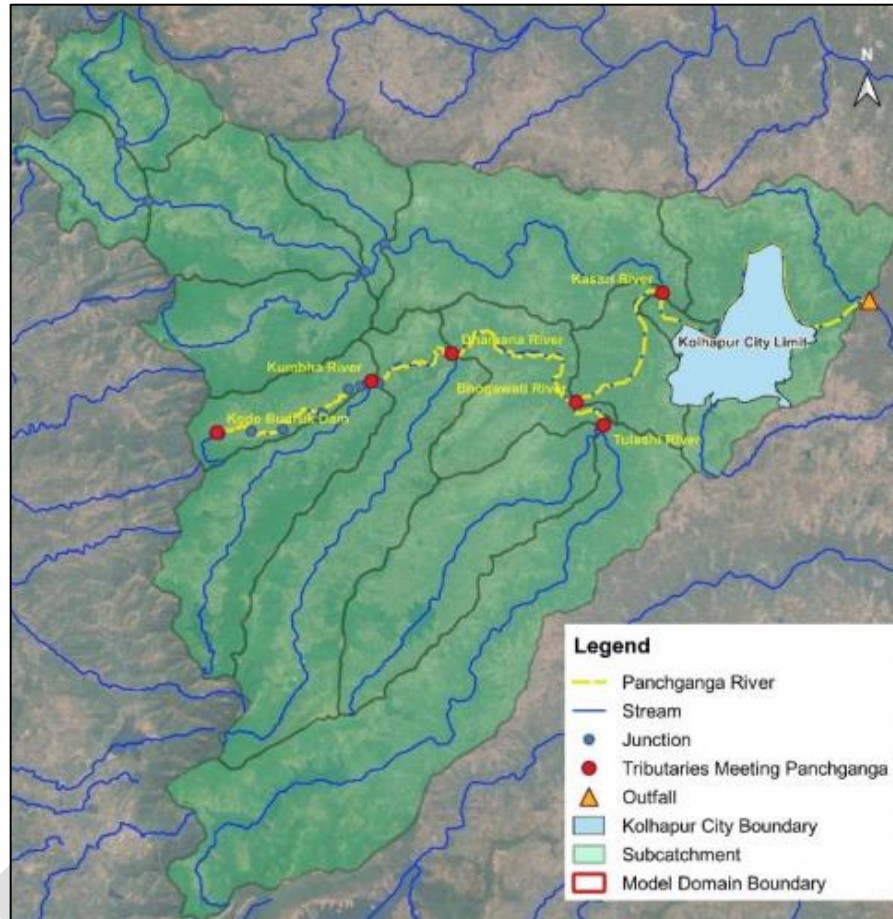 N
Kasari River
Kolhapur City Limit
Dhamana River
Kumbha River
Bhogawati River
Kode Budruk Dam
Tulashi River
Legend
Panchganga River
Stream
Junction
Tributaries Meeting Panchganga
Outfall
Kolhapur City Boundary
Subcatchment
Model Domain Boundary